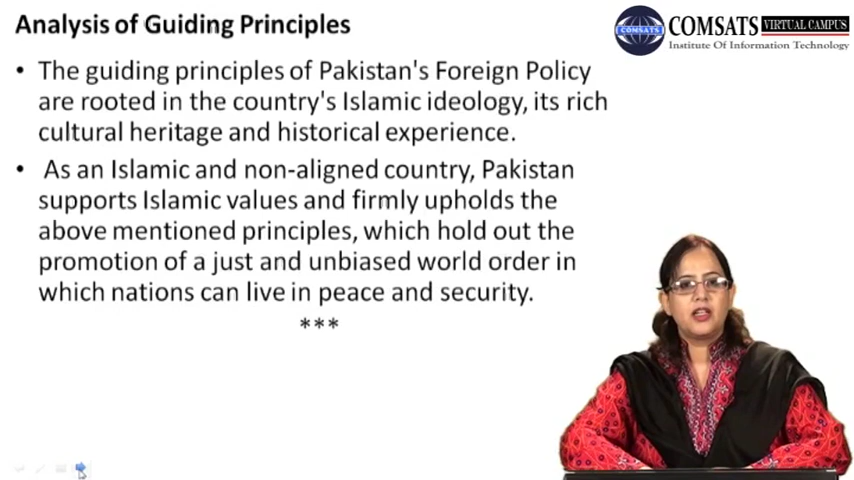 Analysis of Guiding Principles
COMSATS VIRTUAL CAMPUS
COMSATS
Institute Of Information Technology
• The guiding principles of Pakistan's Foreign Policy
are rooted in the country's Islamic ideology, its rich
cultural heritage and historical experience.
• As an Islamic and non-aligned country, Pakistan
supports Islamic values and firmly upholds the
above mentioned principles, which hold out the
promotion of a just and unbiased world order in
which nations can live in peace and security.
***